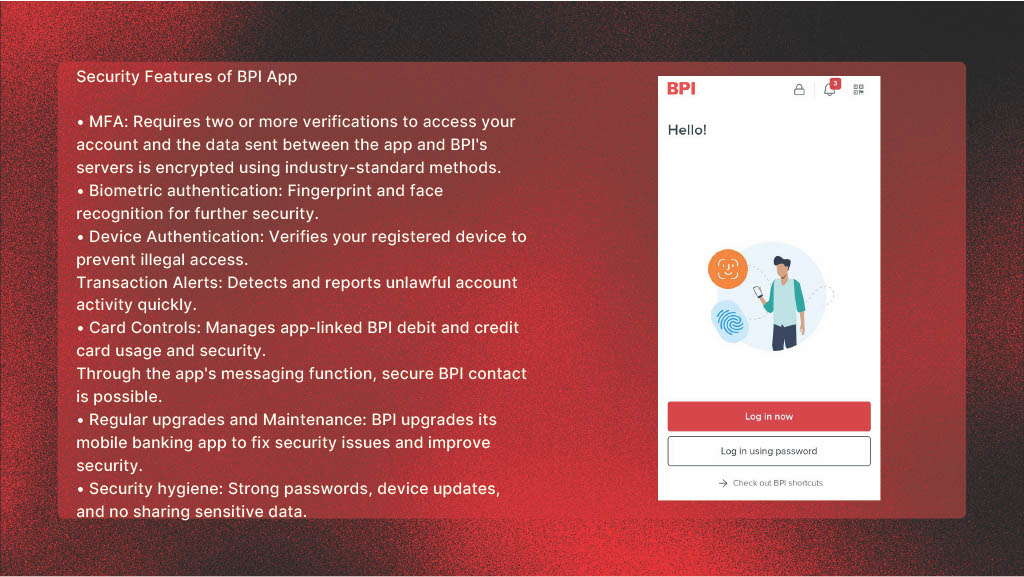 Security Features of BPI App
• MFA: Requires two or more verifications to access your
account and the data sent between the app and BPI's
servers is encrypted using industry-standard methods.
• Biometric authentication: Fingerprint and face
recognition for further security.
• Device Authentication: Verifies your registered device to
prevent illegal access.
Transaction Alerts: Detects and reports unlawful account
activity quickly.
• Card Controls: Manages app-linked BPI debit and credit
card usage and security.
Through the app's messaging function, secure BPI contact
is possible.
• Regular upgrades and Maintenance: BPI upgrades its
mobile banking app to fix security issues and improve
security.
• Security hygiene: Strong passwords, device updates,
and no sharing sensitive data.
BPI
3
Hello!
Log in now
Log in using password
Check out BPI shortcuts